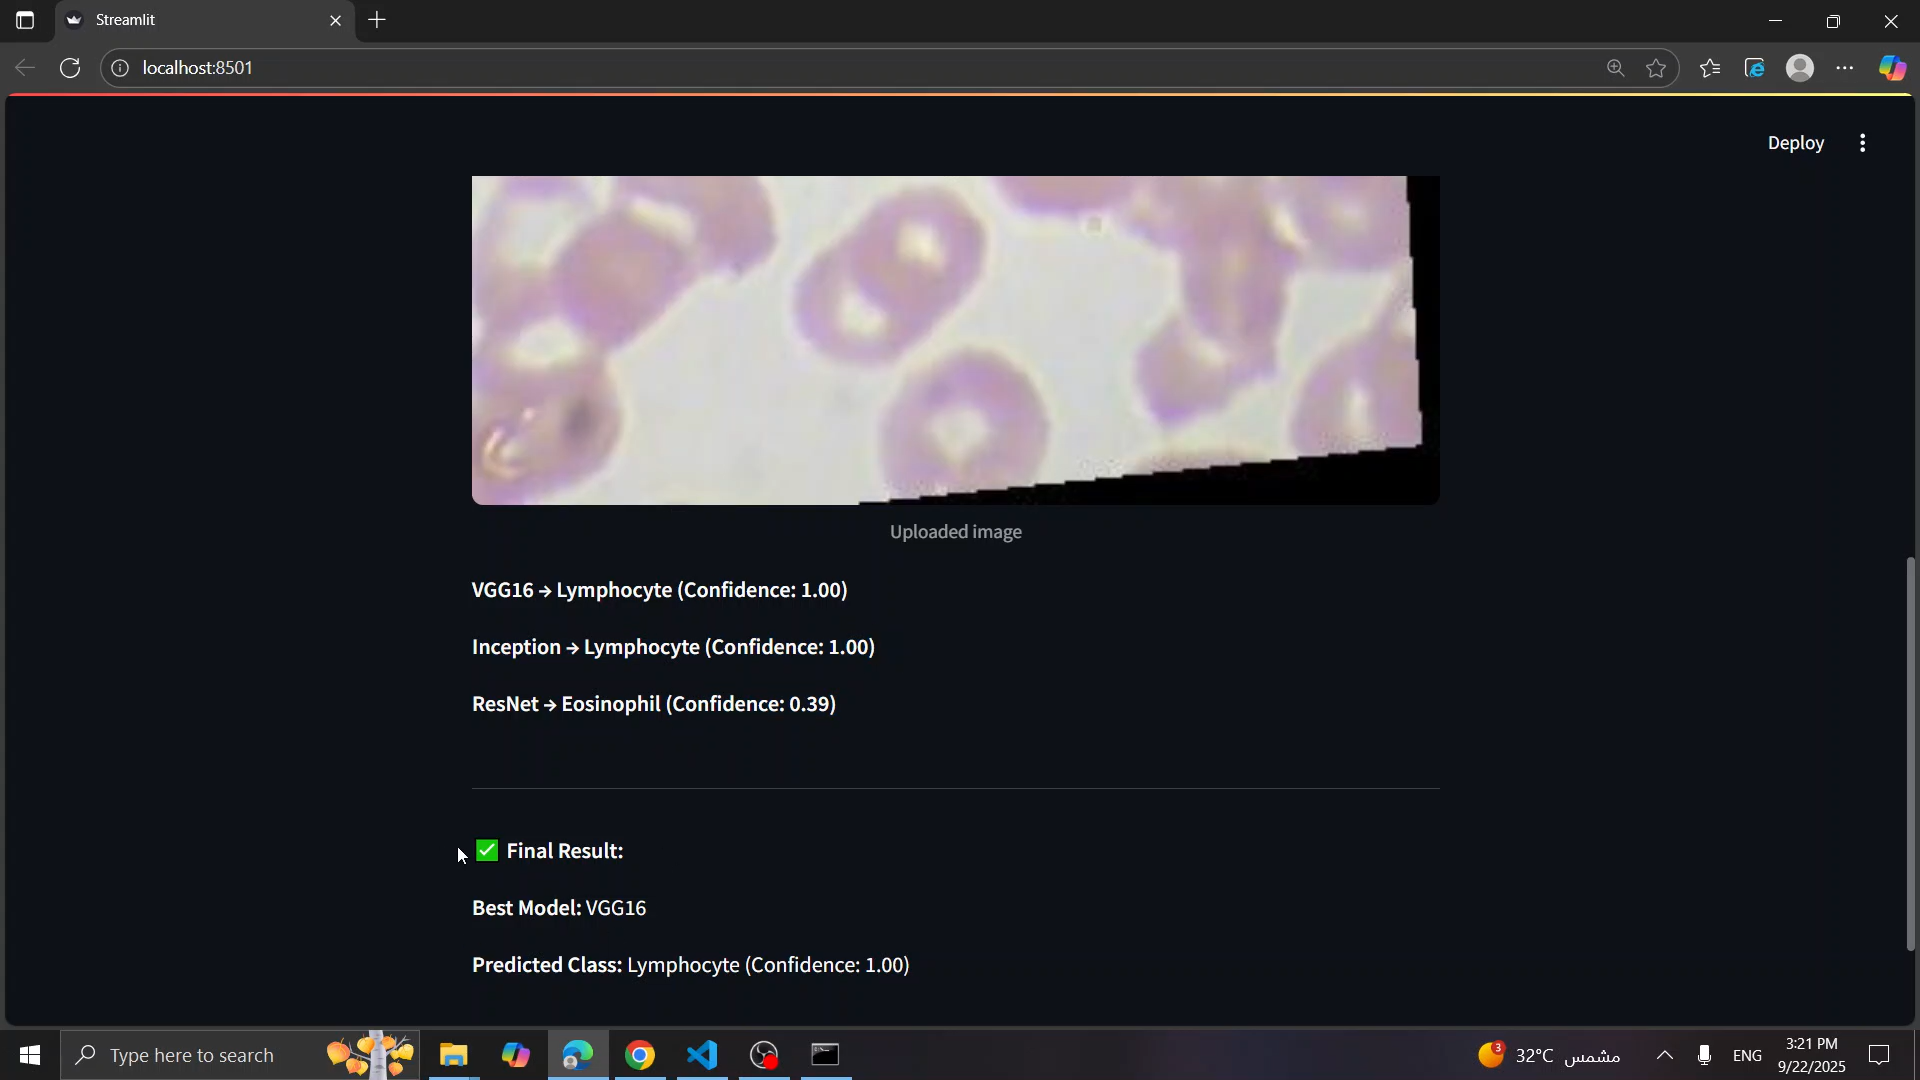 Streamlit
localhost:8501
Deploy
Uploaded image
VGG16 → Lymphocyte (Confidence: 1.00)
Inception → Lymphocyte (Confidence: 1.00)
ResNet → Eosinophil (Confidence: 0.39)
✅ Final Result:
Best Model: VGG16
Predicted Class: Lymphocyte (Confidence: 1.00)
Type here to search
3
32°C مشمس
ENG
3:21 PM
9/22/2025